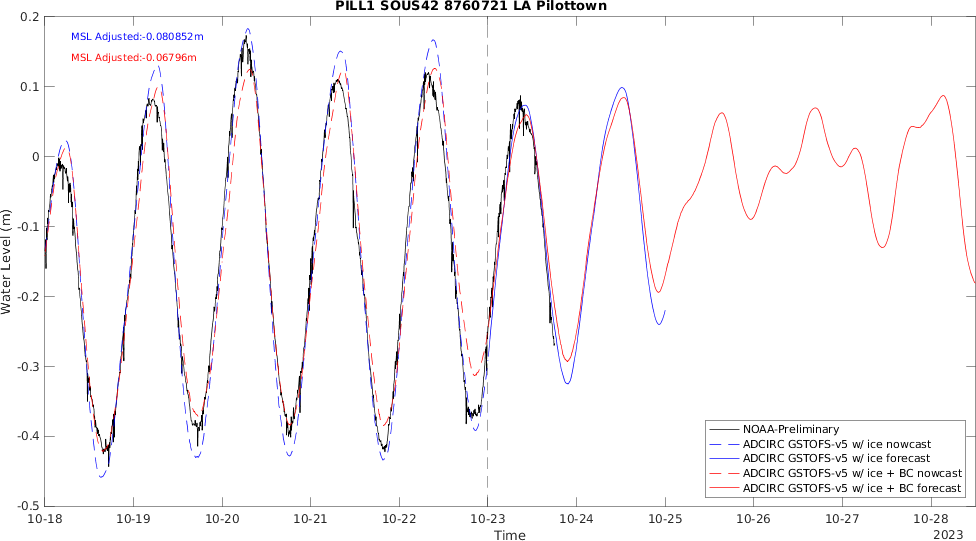 PILL1 SOUS42 8760721 LA Pilottown
MSL Adjusted:-0.080852m
MSL Adjusted:-0.06796m
Water Level (m)
0.2
0.1
0
-0.1
-0.2
-0.3
-0.4
-0.5
NOAA-Preliminary
ADCIRC GSTOFS-v5 w/ ice nowcast
ADCIRC GSTOFS-v5 w/ ice forecast
ADCIRC GSTOFS-v5 w/ ice + BC nowcast
ADCIRC GSTOFS-v5 w/ ice + BC forecast
10-18 10-19 10-20 10-21 10-22 10-23 10-24 10-25 10-26 10-27 10-28
Time
2023